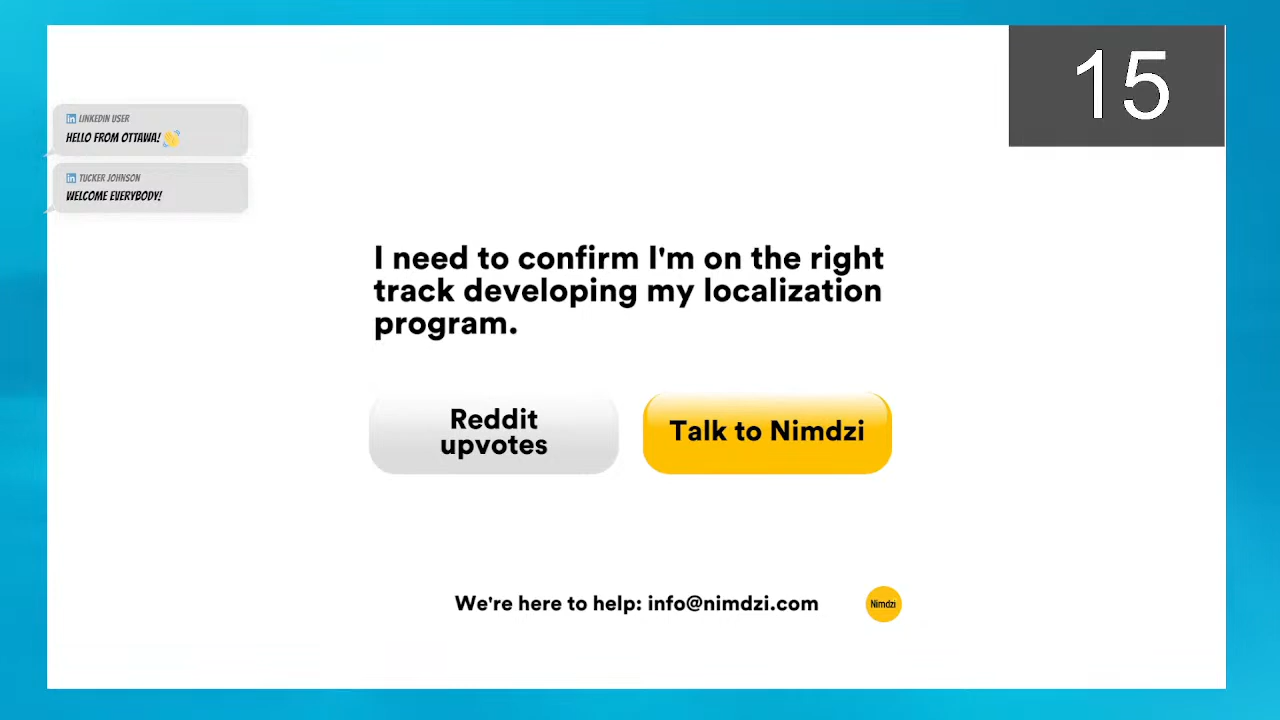 15
LINKEDIN USER
HELLO FROM OTTAWA! 👋
TUCKER JOHNSON
WELCOME EVERYBODY!
I need to confirm I'm on the right
track developing my localization
program.
Reddit
upvotes
Talk to Nimdzi
We're here to help: info@nimdzi.com
Nimdzi